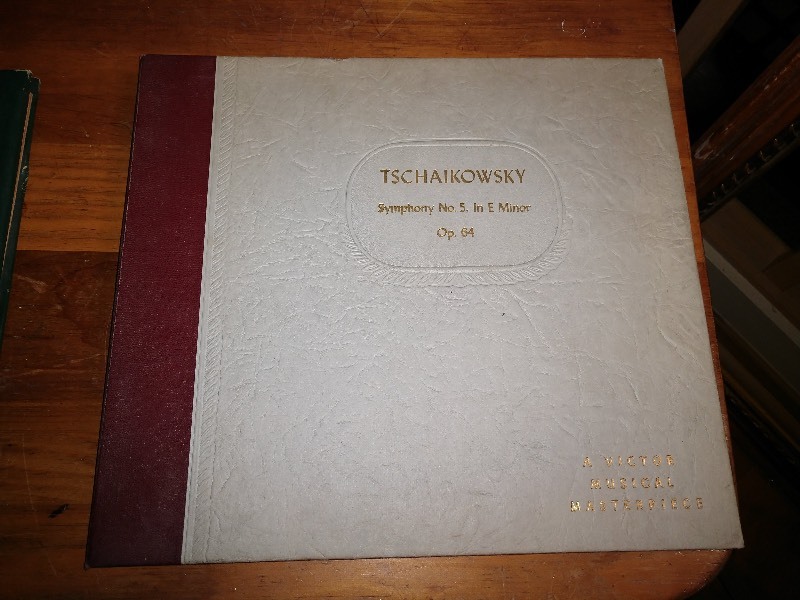 TSCHAIKOWSKY
Symphony No. 5. In E Minor
Op. 64
A VICTOR
MUSICAL
MASTERPIECE